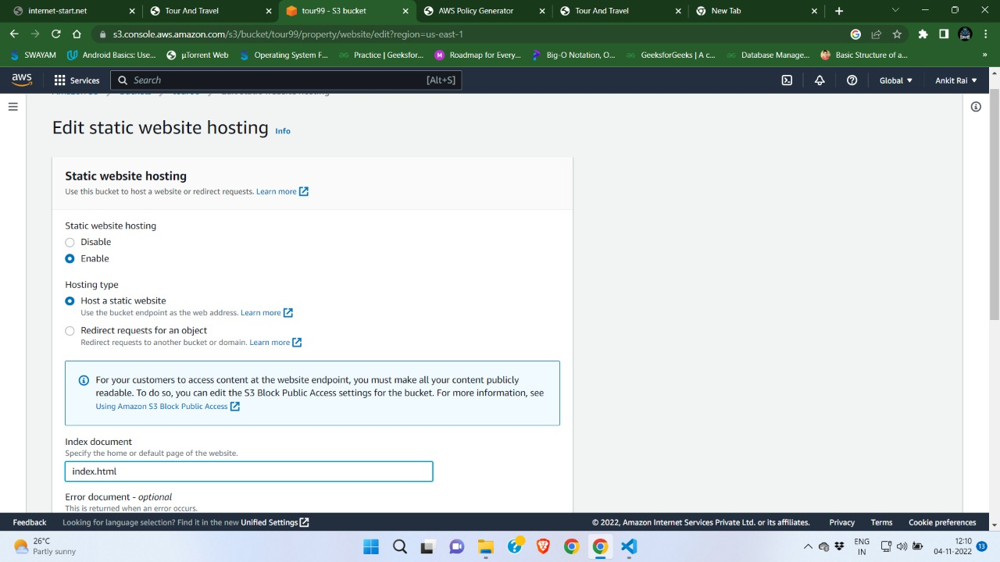 internet-start.net
Tour And Travel
tour99 - S3 bucket
AWS Policy Generator
Tour And Travel
New Tab
s3.console.aws.amazon.com/s3/bucket/tour99/property/website/edit?region=us-east-1
SWAYAM
Android Basics: Use...
µTorrent Web
Operating System F...
Practice | Geeksfor...
Roadmap for Every...
Big-O Notation, O...
GeeksforGeeks | A c...
Database Manage...
Basic Structure of a...
»
aws
Services
Search
[Alt+S]
Global
Ankit Rai
Edit static website hosting
Info
Static website hosting
Use this bucket to host a website or redirect requests. Learn more
Static website hosting
Disable
Enable
Hosting type
Host a static website
Use the bucket endpoint as the web address. Learn more
Redirect requests for an object
Redirect requests to another bucket or domain. Learn more
For your customers to access content at the website endpoint, you must make all your content publicly
readable. To do so, you can edit the S3 Block Public Access settings for the bucket. For more information, see
Using Amazon S3 Block Public Access
Index document
Specify the home or default page of the website.
index.html
Error document - optional
This is returned when an error occurs.
Feedback
Looking for language selection? Find it in the new Unified Settings
© 2022, Amazon Internet Services Private Ltd. or its affiliates.
Privacy
Terms
Cookie preferences
26°C
Partly sunny
ENG
IN
12:10
04-11-2022
13